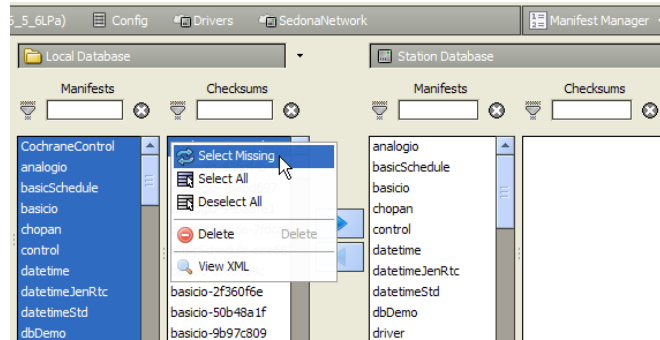 5_5_6LPa) Config Drivers SedonaNetwork Manifest Manager
Local Database
Station Database
Manifests
Checksums
Manifests
Checksums
CochraneControl
analogio
basicSchedule
basicio
chopan
control
datetime
datetimeJenRtc
datetimeStd
dbDemo
Select Missing
Select All
Deselect All
Delete Delete
View XML
basicio-2f360f6e
basicio-50b48a1f
basicio-9b97c809
analogio
basicSchedule
basicio
chopan
control
datetime
datetimeJenRtc
datetimeStd
dbDemo
driver